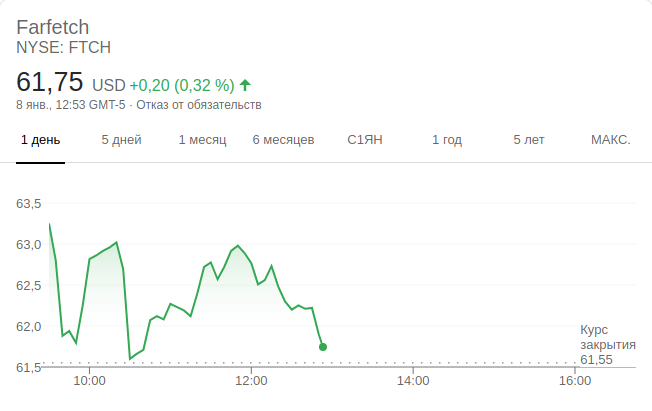 Farfetch
NYSE: FTCH
61,75 USD +0,20 (0,32 %)
8 янв., 12:53 GMT-5 · Отказ от обязательств
1 день 5 дней 1 месяц 6 месяцев С1ЯН 1 год 5 лет МАКС.
63,5
63,0
62,5
62,0
Курс
закрытия
61,55
61,5
10:00 12:00 14:00 16:00